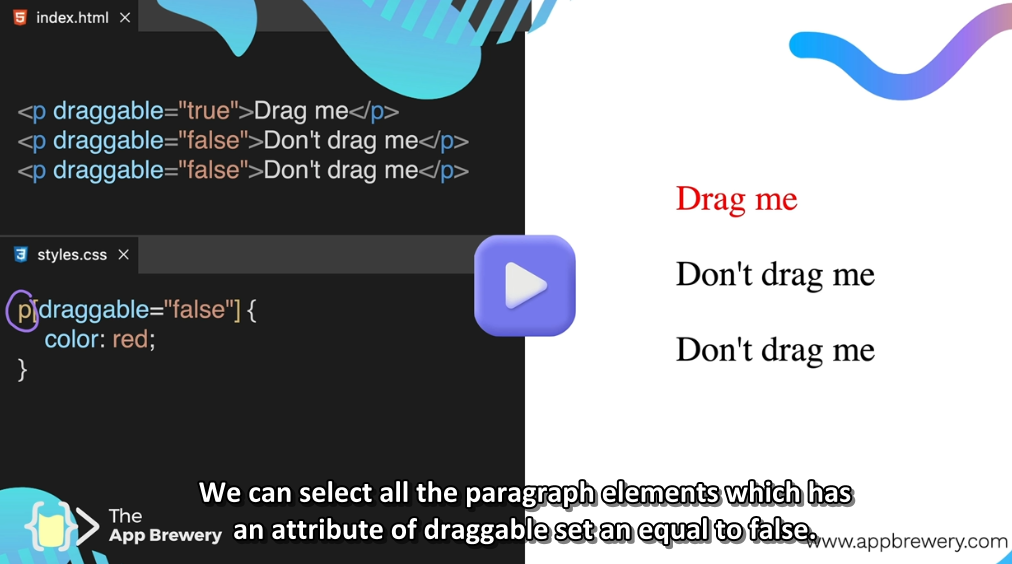 index.html
<p draggable="true">Drag me</p>
<p draggable="false">Don't drag me</p>
<p draggable="false">Don't drag me</p>
styles.css
p[draggable="false"] {
color: red;
}
Drag me
Don't drag me
Don't drag me
We can select all the paragraph elements which has
an attribute of draggable set an equal to false.
The
App Brewery
www.appbrewery.com